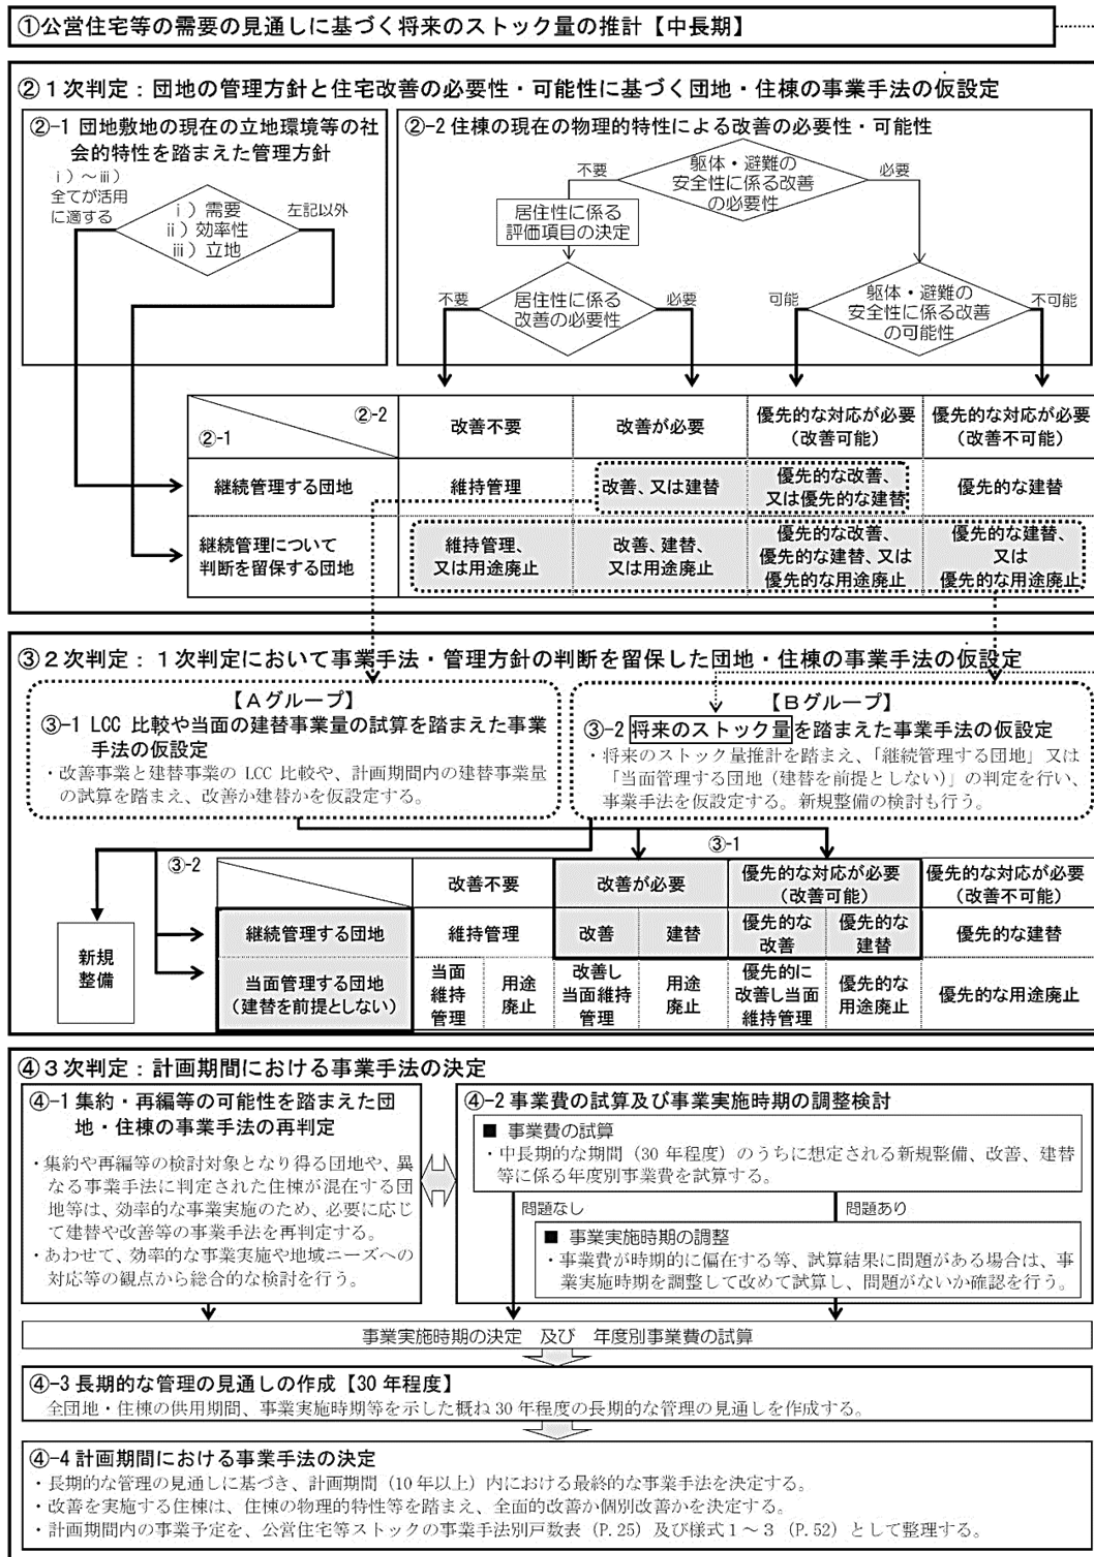 ①公営住宅等の需要の見通しに基づく将来のストック量の推計【中長期】
②１次判定：団地の管理方針と住宅改善の必要性・可能性に基づく団地・住棟の事業手法の仮設定
②-1 団地敷地の現在の立地環境等の社
会的特性を踏まえた管理方針
ⅰ）～ⅲ）
全てが活用
に適する
ⅰ）需要
ⅱ）効率性
ⅲ）立地
左記以外
②-2 住棟の現在の物理的特性による改善の必要性・可能性
不要
躯体・避難の
安全性に係る改善
の必要性
必要
居住性に係る
評価項目の決定
不要
居住性に係る
改善の必要性
必要
可能
躯体・避難の
安全性に係る改善
の可能性
不可能
②-2
②-1
改善不要
改善が必要
優先的な対応が必要
（改善可能）
優先的な対応が必要
（改善不可能）
継続管理する団地
維持管理
改善、又は建替
優先的な改善、
又は優先的な建替
優先的な建替
継続管理について
判断を留保する団地
維持管理、
又は用途廃止
改善、建替、
又は用途廃止
優先的な改善、
優先的な建替、又は
優先的な用途廃止
優先的な建替、
又は
優先的な用途廃止
③２次判定：１次判定において事業手法・管理方針の判断を留保した団地・住棟の事業手法の仮設定
【Ａグループ】
③-1 LCC 比較や当面の建替事業量の試算を踏まえた事業
手法の仮設定
・改善事業と建替事業の LCC 比較や、計画期間内の建替事業量
の試算を踏まえ、改善か建替かを仮設定する。
【Ｂグループ】
③-2 将来のストック量を踏まえた事業手法の仮設定
・将来のストック量推計を踏まえ、「継続管理する団地」又は
「当面管理する団地（建替を前提としない）」の判定を行い、
事業手法を仮設定する。新規整備の検討も行う。
③-1
③-2
新規
整備
改善不要
改善が必要
優先的な対応が必要
（改善可能）
優先的な対応が必要
（改善不可能）
継続管理する団地
維持管理
改善
建替
優先的な
改善
優先的な
建替
優先的な建替
当面管理する団地
（建替を前提としない）
当面
維持
管理
用途
廃止
改善し
当面維持
管理
用途
廃止
優先的に
改善し当面
維持管理
優先的な
用途廃止
優先的な用途廃止
④３次判定：計画期間における事業手法の決定
④-1 集約・再編等の可能性を踏まえた団
地・住棟の事業手法の再判定
・集約や再編等の検討対象となり得る団地や、異
なる事業手法に判定された住棟が混在する団
地等は、効率的な事業実施のため、必要に応じ
て建替や改善等の事業手法を再判定する。
・あわせて、効率的な事業実施や地域ニーズへの
対応等の観点から総合的な検討を行う。
④-2 事業費の試算及び事業実施時期の調整検討
■ 事業費の試算
・中長期的な期間（30 年程度）のうちに想定される新規整備、改善、建替
等に係る年度別事業費を試算する。
問題なし
問題あり
■ 事業実施時期の調整
・事業費が時期的に偏在する等、試算結果に問題がある場合は、事
業実施時期を調整して改めて試算し、問題がないか確認を行う。
事業実施時期の決定 及び 年度別事業費の試算
④-3 長期的な管理の見通しの作成【30 年程度】
全団地・住棟の供用期間、事業実施時期等を示した概ね 30 年程度の長期的な管理の見通しを作成する。
④-4 計画期間における事業手法の決定
・長期的な管理の見通しに基づき、計画期間（10 年以上）内における最終的な事業手法を決定する。
・改善を実施する住棟は、住棟の物理的特性等を踏まえ、全面的改善か個別改善かを決定する。
・計画期間内の事業予定を、公営住宅等ストックの事業手法別戸数表（P.25）及び様式１～３（P.52）として整理する。